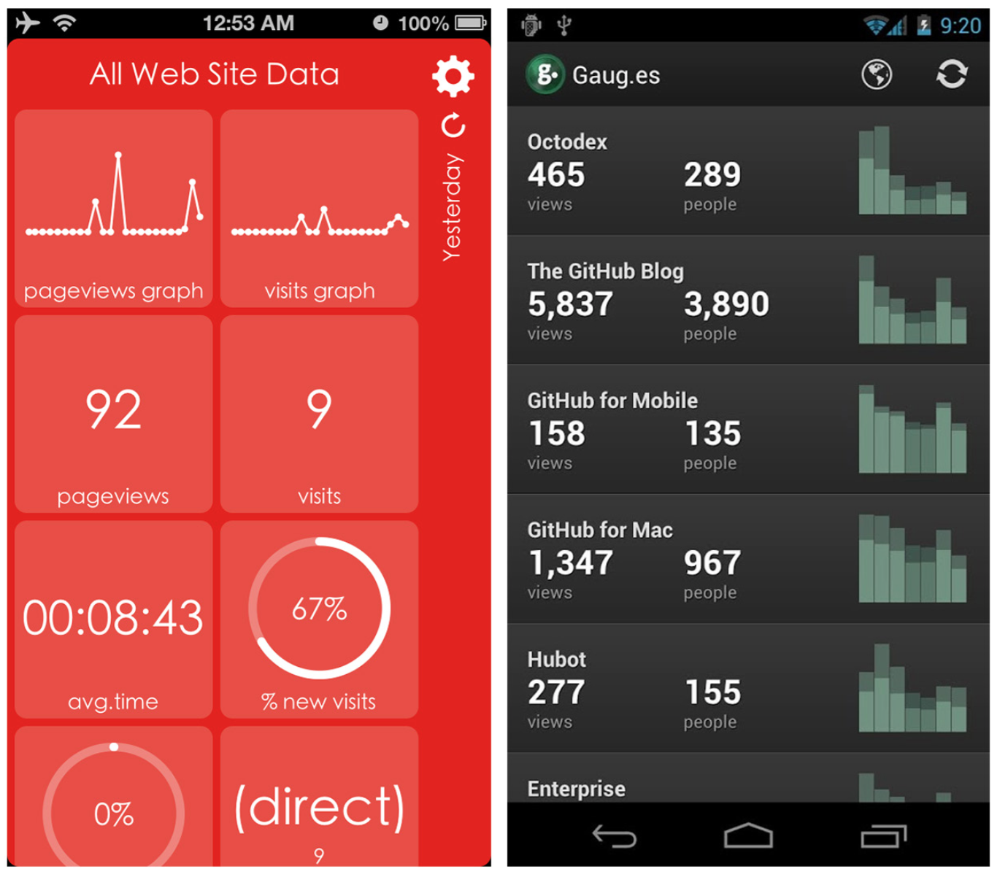 12:53 AM
100%
All Web Site Data
Yesterday
pageviews graph
visits graph
92
pageviews
9
visits
00:08:43
avg.time
67%
% new visits
0%
(direct)
9
9:20
g.
Gaug.es
Octodex
465
289
views
people
The GitHub Blog
5,837
3,890
views
people
GitHub for Mobile
158
135
views
people
GitHub for Mac
1,347
967
views
people
Hubot
277
155
views
people
Enterprise